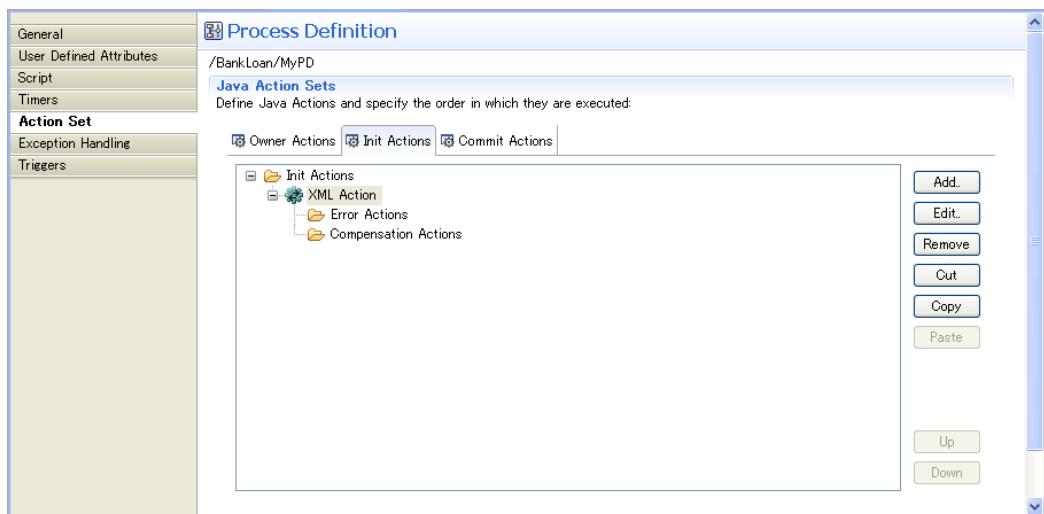 General
User Defined Attributes
Script
Timers
Action Set
Exception Handling
Triggers
Process Definition
/BankLoan/MyPD
Java Action Sets
Define Java Actions and specify the order in which they are executed:
Owner Actions Init Actions Commit Actions
Init Actions
XML Action
Error Actions
Compensation Actions
Add..
Edit..
Remove
Cut
Copy
Paste
Up
Down